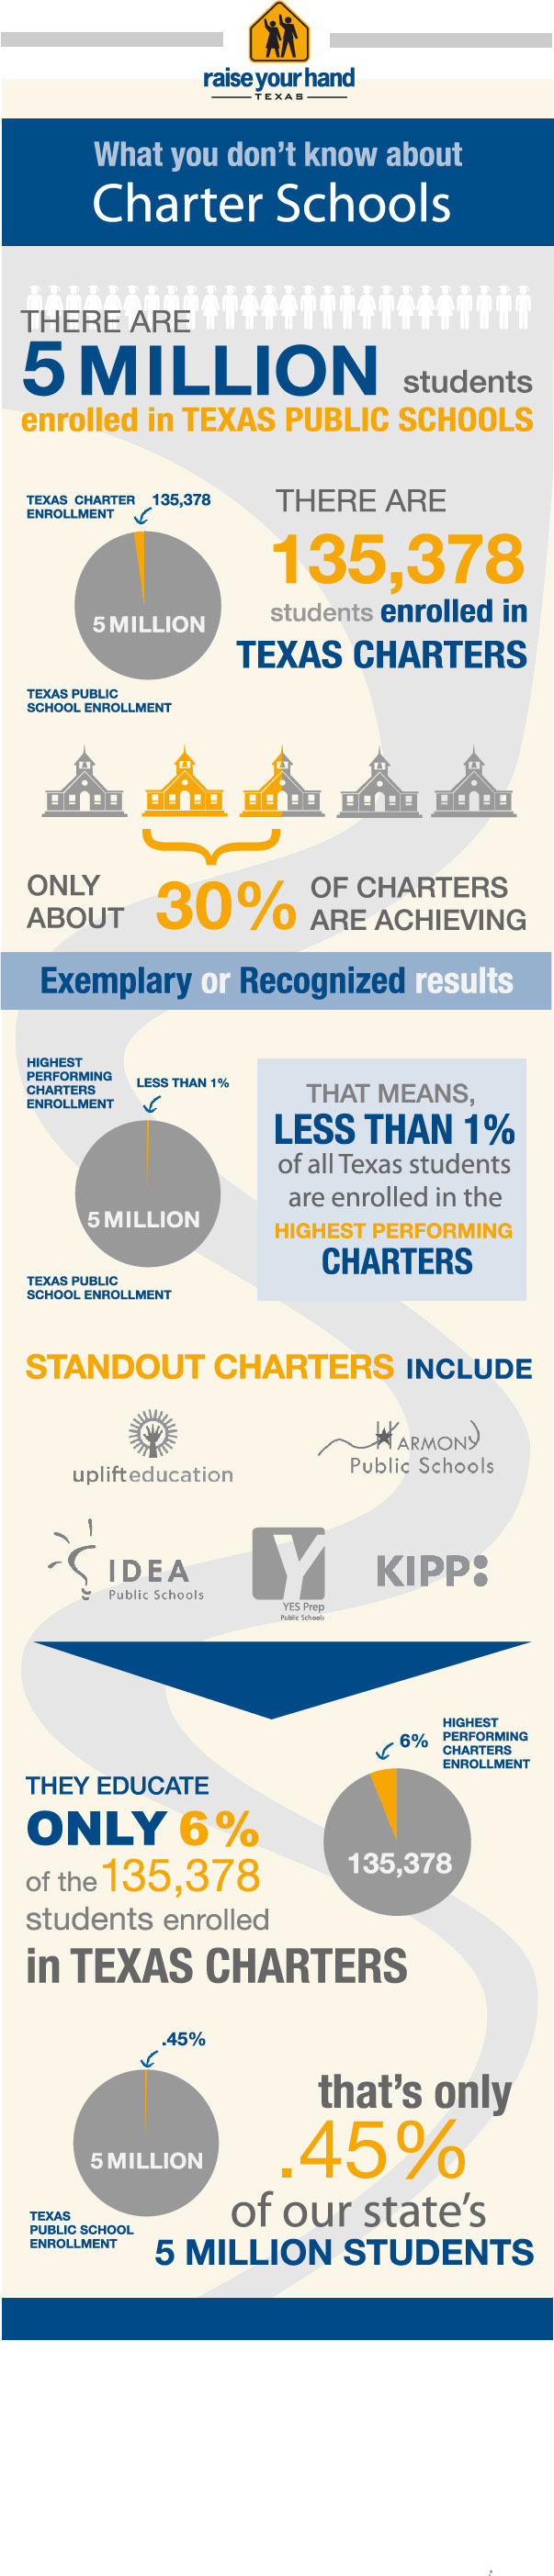 raise your hand
TEXAS
What you don't know about
Charter Schools
THERE ARE
5 MILLION students
enrolled in TEXAS PUBLIC SCHOOLS
TEXAS CHARTER
ENROLLMENT
135,378
5 MILLION
TEXAS PUBLIC
SCHOOL ENROLLMENT
THERE ARE
135,378
students enrolled in
TEXAS CHARTERS
ONLY
ABOUT
30%
OF CHARTERS
ARE ACHIEVING
Exemplary or Recognized results
HIGHEST
PERFORMING
CHARTERS
ENROLLMENT
LESS THAN 1%
5 MILLION
TEXAS PUBLIC
SCHOOL ENROLLMENT
THAT MEANS,
LESS THAN 1%
of all Texas students
are enrolled in the
HIGHEST PERFORMING
CHARTERS
STANDOUT CHARTERS INCLUDE
uplifteducation
HARMONY
Public Schools
IDEA
Public Schools
Y
YES Prep
Public Schools
KIPP:
6%
HIGHEST
PERFORMING
CHARTERS
ENROLLMENT
135,378
THEY EDUCATE
ONLY 6%
of the 135,378
students enrolled
in TEXAS CHARTERS
.45%
5 MILLION
TEXAS
PUBLIC SCHOOL
ENROLLMENT
that's only
.45%
of our state's
5 MILLION STUDENTS